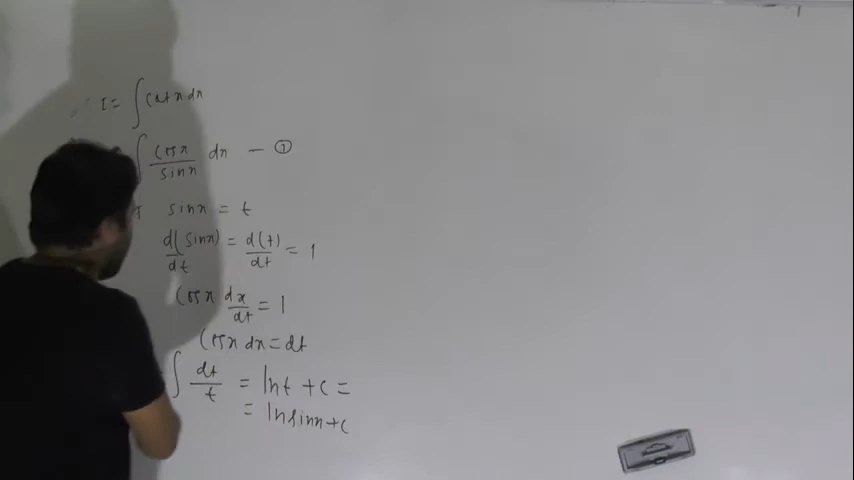 I = ∫ cot x dx
∫ cos x / sin x dx — ①
sin x = t
d(sin x)/dt = d(t)/dt = 1
cos x dx/dt = 1
cos x dx = dt
∫ dt/t = ln t + c =
= ln sin x + c